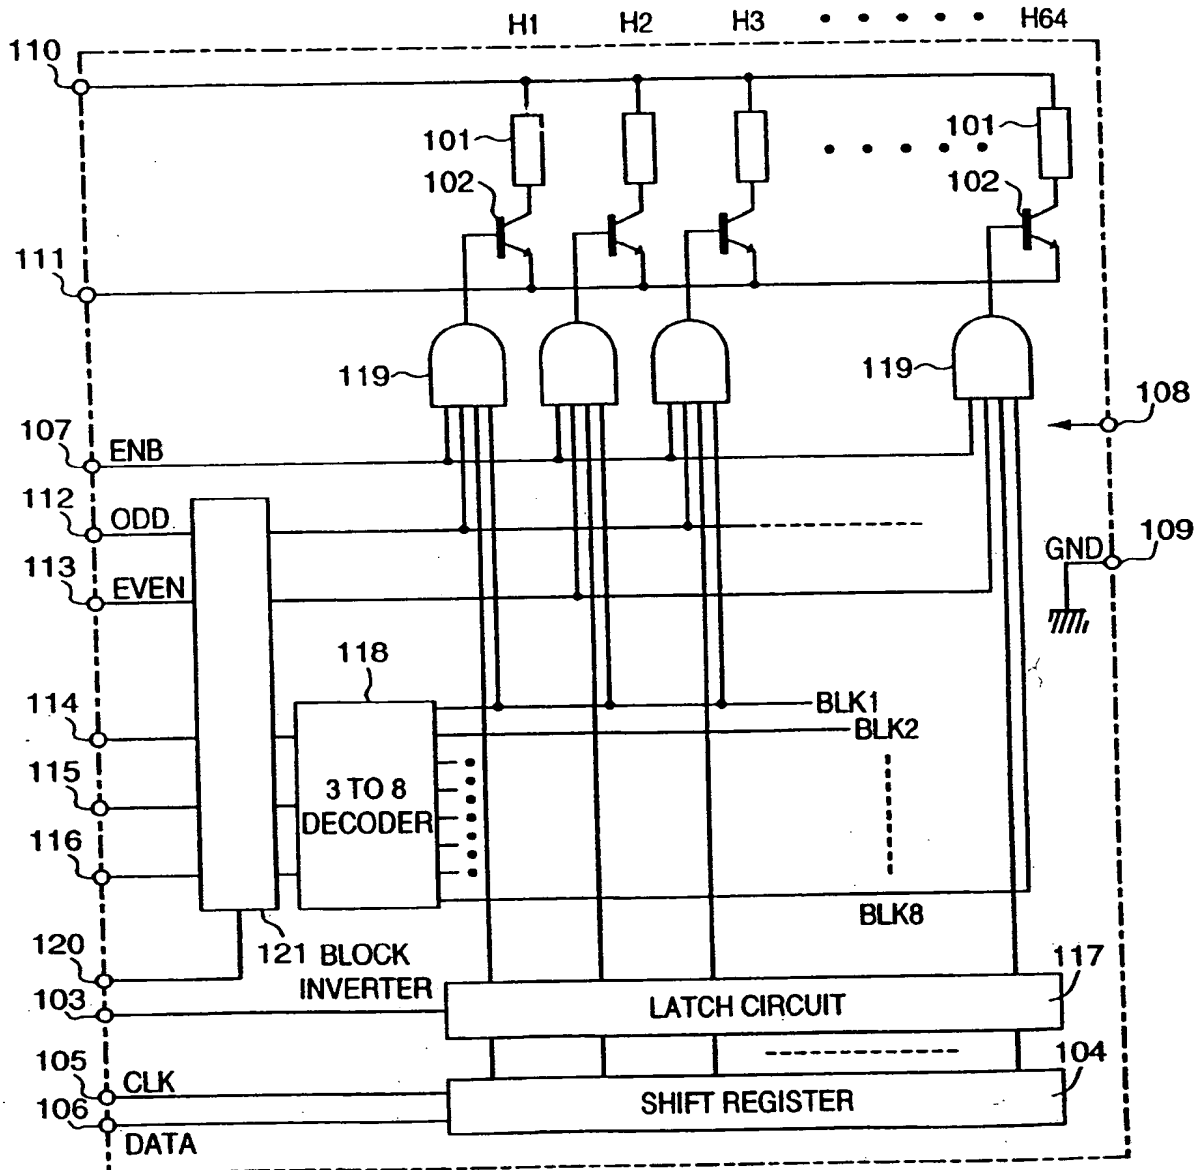 H1 H2 H3 H64
110
101 101
102 102
111
119 119
108
107 ENB
112 ODD
109
GND
113 EVEN
118
114 BLK1
BLK2
115
3 TO 8
DECODER
116
BLK8
120
121 BLOCK
INVERTER
117
103
LATCH CIRCUIT
105 CLK
104
106
SHIFT REGISTER
DATA